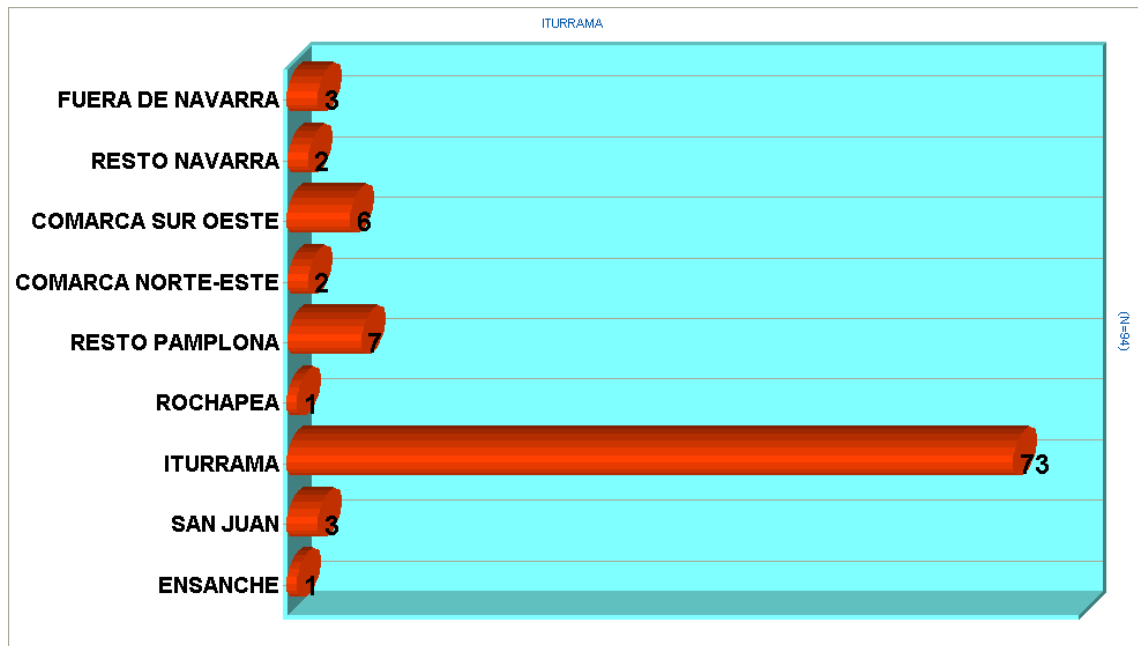 ITURRAMA
FUERA DE NAVARRA 3
RESTO NAVARRA 2
COMARCA SUR OESTE 6
COMARCA NORTE-ESTE 2
RESTO PAMPLONA 7
ROCHAPEA 1
ITURRAMA 73
SAN JUAN 3
ENSANCHE 1
(N=94)